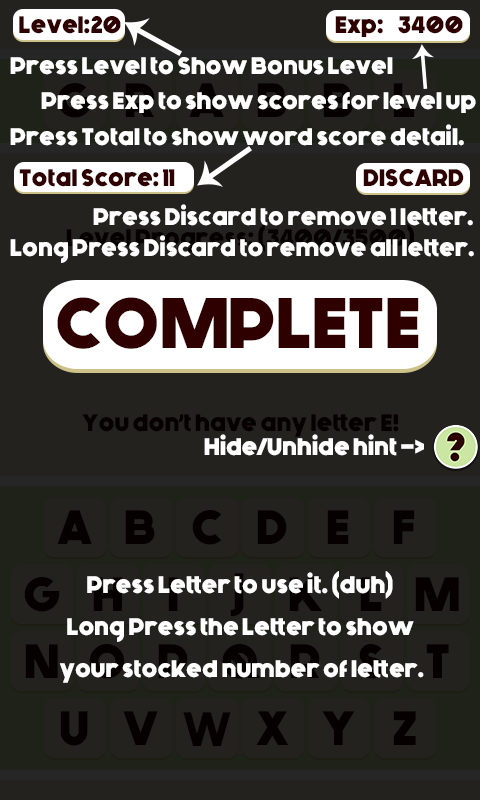 Level:20
Exp: 3400
Press Level to Show Bonus Level
G R A B B L
Press Exp to show scores for level up
Press Total to show word score detail.
Total Score: 11
DISCARD
Press Discard to remove 1 letter.
Level Progress: (3400/3500)
Long Press Discard to remove all letter.
COMPLETE
You don't have any letter E!
Hide/Unhide hint -> ?
A B C D E F
Press Letter to use it. (duh)
G H I J K L M
Long Press the Letter to show
N O P Q R S T
your stocked number of letter.
U V W X Y Z